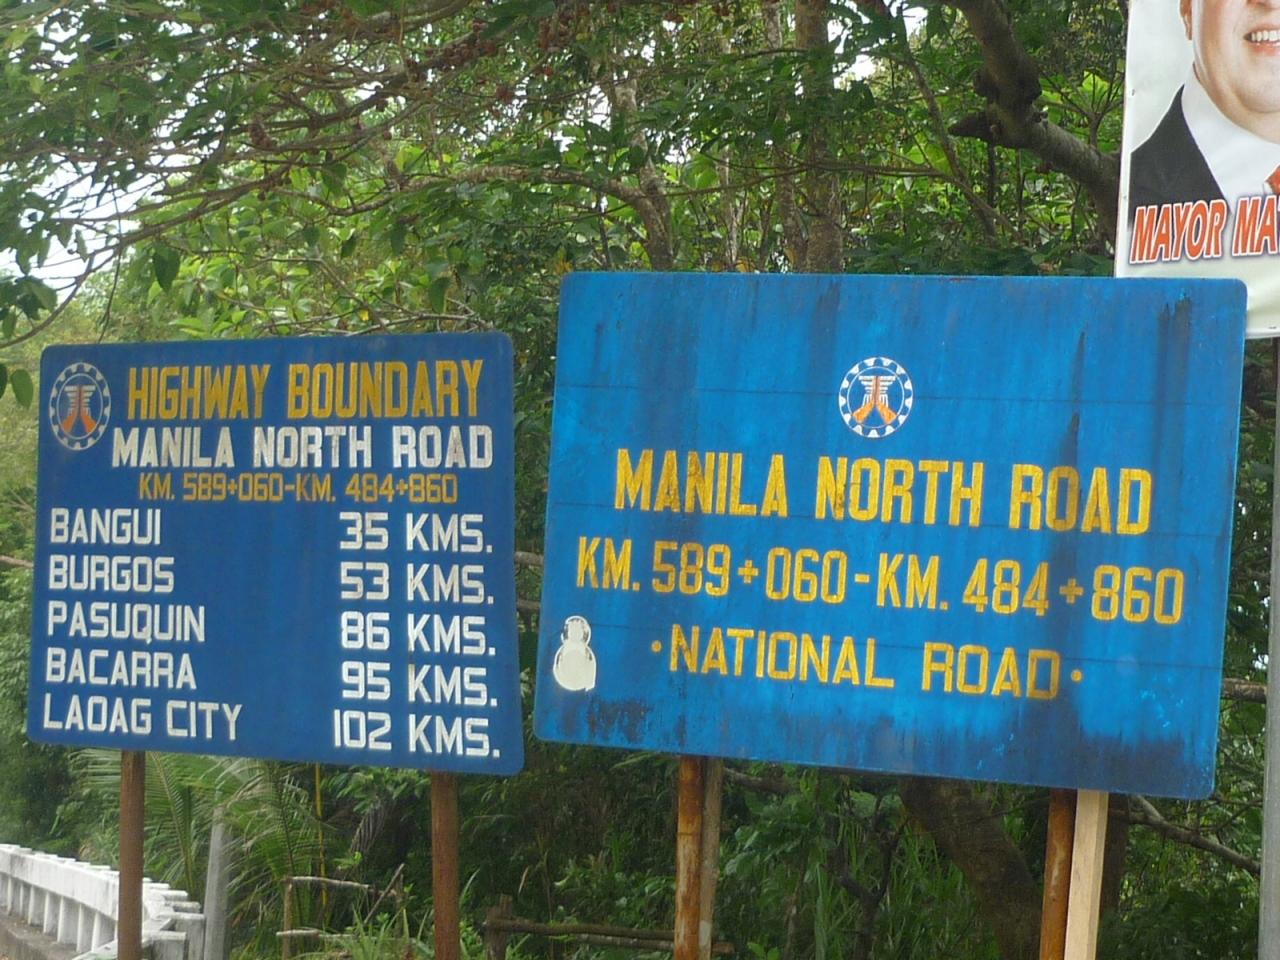 HIGHWAY BOUNDARY
MANILA NORTH ROAD
KM. 589+060-KM. 484+860
BANGUI 35 KMS.
BURGOS 53 KMS.
PASUQUIN 86 KMS.
BACARRA 95 KMS.
LAOAG CITY 102 KMS.
MANILA NORTH ROAD
KM. 589+060-KM. 484+860
•NATIONAL ROAD•
MAYOR